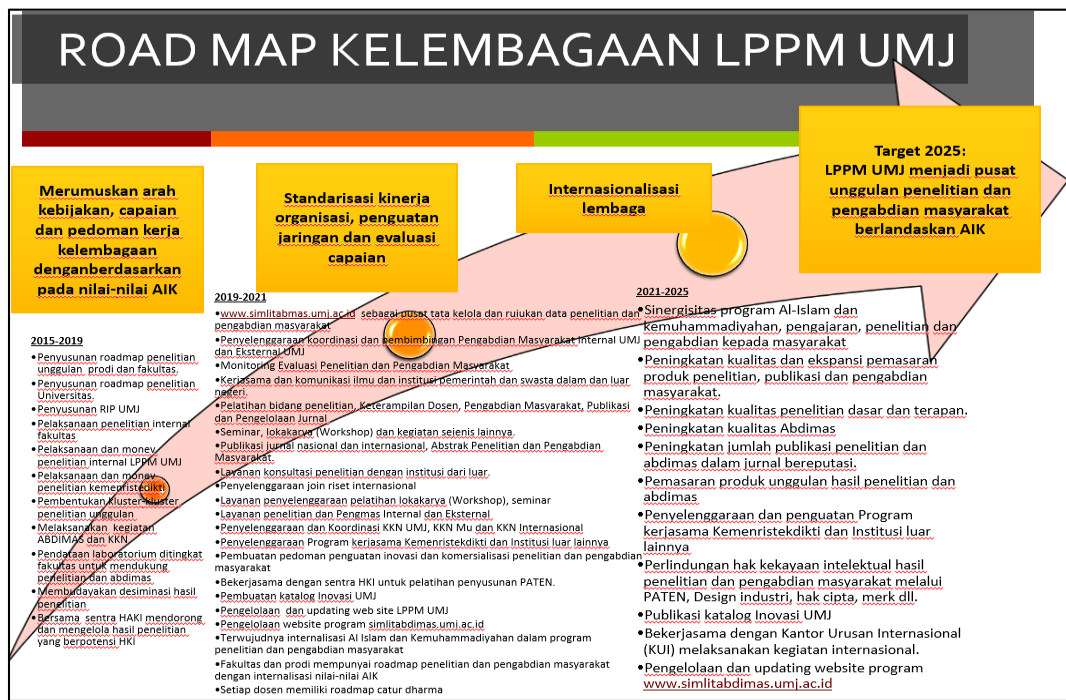 ROAD MAP KELEMBAGAAN LPPM UMJ
Merumuskan arah
kebijakan, capaian
dan pedoman kerja
kelembagaan
denganberdasarkan
pada nilai-nilai AIK
Standarisasi kinerja
organisasi, penguatan
jaringan dan evaluasi
capaian
Internasionalisasi
lembaga
Target 2025:
LPPM UMJ menjadi pusat
unggulan penelitian dan
pengabdian masyarakat
berlandaskan AIK
2015-2019
•Penyusunan roadmap penelitian
unggulan  prodi dan fakultas.
•Penyusunan roadmap penelitian
Universitas.
•Penyusunan RIP UMJ
•Pelaksanaan penelitian internal
fakultas
•Pelaksanaan dan monev
penelitian internal LPPM UMJ
•Pelaksanaan dan monav
penelitian kemenristedikti
•Pembentukan Kluster-kluster
penelitian unggulan
•Melaksanakan  kegiatan
ABDIMAS dan KKN
•Pendataan laboratorium ditingkat
fakultas untuk mendukung
penelitian dan abdimas
•Membudayakan desiminasi hasil
penelitian
•Bersama  sentra HAKI mendorong
dan mengelola hasil penelitian
yang berpotensi HKI
2019-2021
•www.simlitabmas.umj.ac.id  sebagai pusat tata kelola dan rujukan data penelitian dan
pengabdian masyarakat
•Penyelenggaraan koordinasi dan pembimbingan Pengabdian Masyarakat internal UMJ
dan Eksternal UMJ
•Monitoring Evaluasi Penelitian dan Pengabdian Masyarakat
•Kerjasama dan komunikasi ilmu dan institusi pemerintah dan swasta dalam dan luar
negeri.
•Pelatihan bidang penelitian, Keterampilan Dosen, Pengabdian Masyarakat, Publikasi
dan Pengelolaan Jurnal
•Seminar, lokakarya (Workshop) dan kegiatan sejenis lainnya.
•Publikasi jurnal nasional dan internasional, Abstrak Penelitian dan Pengabdian
Masyarakat.
•Layanan konsultasi penelitian dengan institusi dari luar.
•Penyelenggaraan join riset internasional
•Layanan penyelenggaraan pelatihan lokakarya (Workshop), seminar
•Layanan penelitian dan Pengmas Internal dan Eksternal
•Penyelenggaraan dan Koordinasi KKN UMJ, KKN Mu dan KKN Internasional
•Penyelenggaraan Program kerjasama Kemenristekdikti dan Institusi luar lainnya
•Pembuatan pedoman penguatan inovasi dan komersialisasi penelitian dan pengabdian
masyarakat
•Bekerjasama dengan sentra HKI untuk pelatihan penyusunan PATEN.
•Pembuatan katalog Inovasi UMJ
•Pengelolaan  dan updating web site LPPM UMJ
•Pengelolaan website program simlitabdimas.umj.ac.id
•Terwujudnya internalisasi Al Islam dan Kemuhammadiyahan dalam program
penelitian dan pengabdian masyarakat
•Fakultas dan prodi mempunyai roadmap penelitian dan pengabdian masyarakat
dengan internalisasi nilai-nilai AIK
•Setiap dosen memiliki roadmap catur dharma
2021-2025
•Sinergisitas program Al-Islam dan
kemuhammadiyahan, pengajaran, penelitian dan
pengabdian kepada masyarakat
•Peningkatan kualitas dan ekspansi pemasaran
produk penelitian, publikasi dan pengabdian
masyarakat.
•Peningkatan kualitas penelitian dasar dan terapan.
•Peningkatan kualitas Abdimas
•Peningkatan jumlah publikasi penelitian dan
abdimas dalam jurnal bereputasi.
•Pemasaran produk unggulan hasil penelitian dan
abdimas
•Penyelenggaraan dan penguatan Program
kerjasama Kemenristekdikti dan Institusi luar
lainnya
•Perlindungan hak kekayaan intelektual hasil
penelitian dan pengabdian masyarakat melalui
PATEN, Design industri, hak cipta, merk dll.
•Publikasi katalog Inovasi UMJ
•Bekerjasama dengan Kantor Urusan Internasional
(KUI) melaksanakan kegiatan internasional.
•Pengelolaan dan updating website program
www.simlitabdimas.umj.ac.id